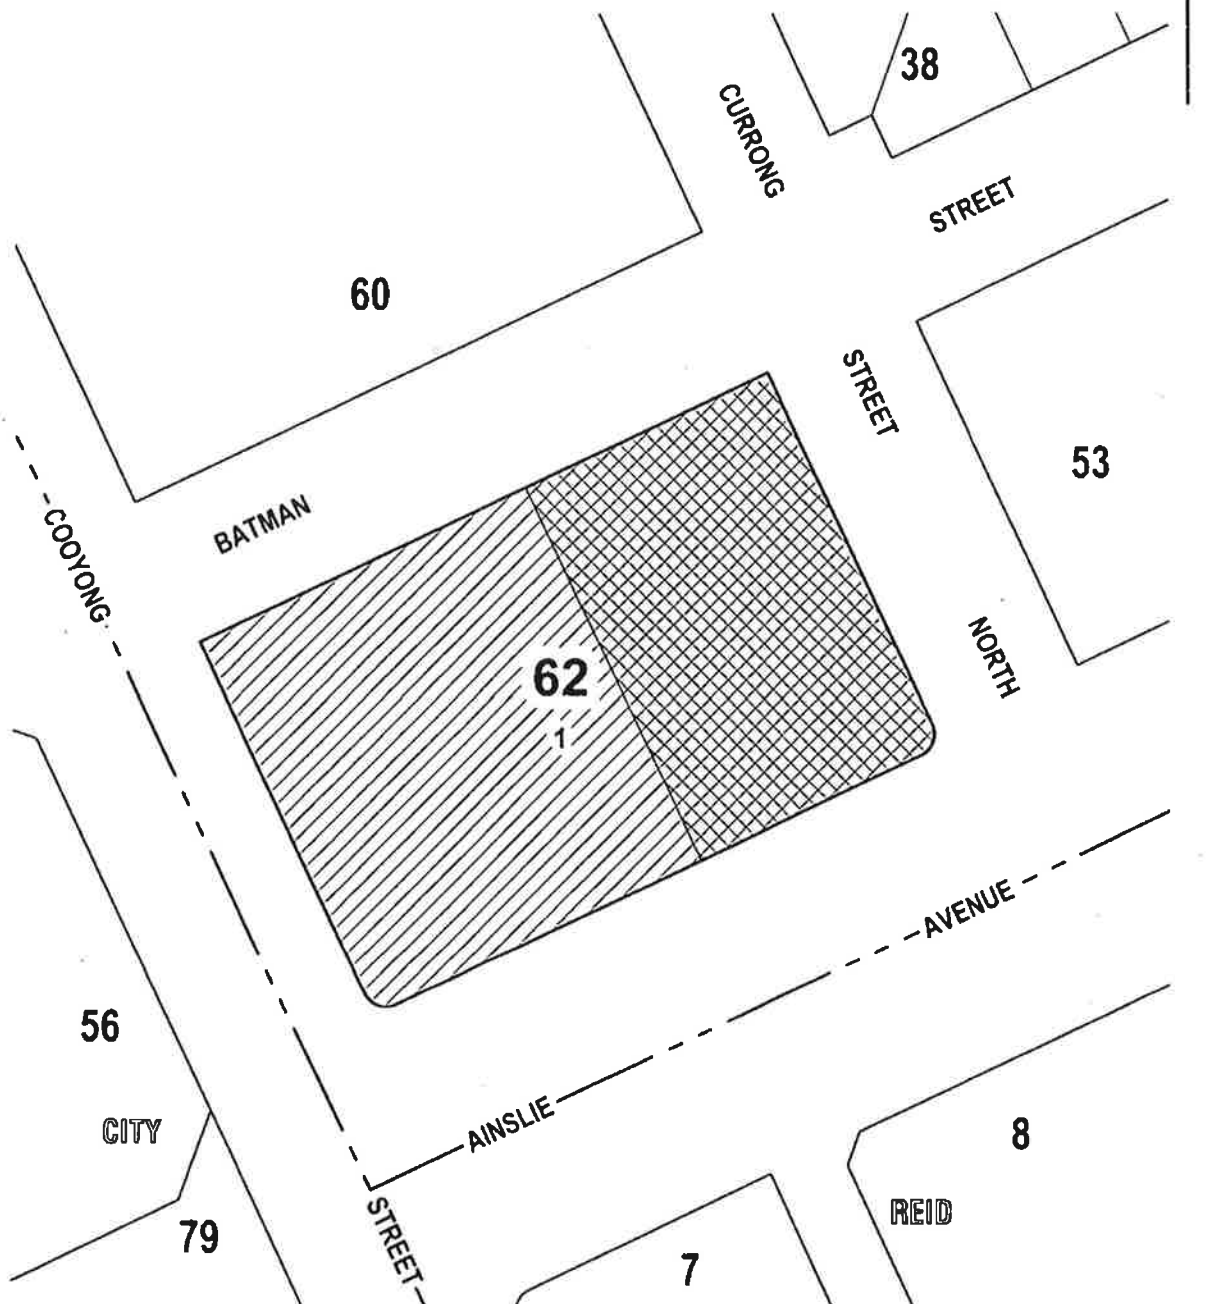 38
CURRONG
STREET
60
STREET
53
BATMAN
COOYONG
NORTH
62
1
AVENUE
56
AINSLIE
CITY
8
REID
STREET
79
7